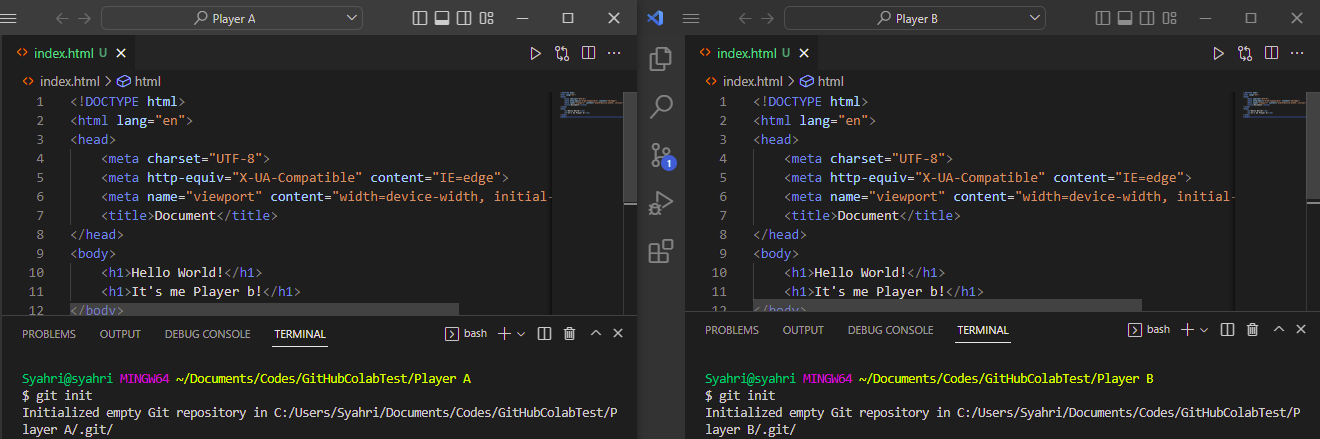 Player A
index.html U
index.html > html
1 <!DOCTYPE html>
2 <html lang="en">
3 <head>
4 <meta charset="UTF-8">
5 <meta http-equiv="X-UA-Compatible" content="IE=edge">
6 <meta name="viewport" content="width=device-width, initial-
7 <title>Document</title>
8 </head>
9 <body>
10 <h1>Hello World!</h1>
11 <h1>It's me Player b!</h1>
12 </body>
PROBLEMS OUTPUT DEBUG CONSOLE TERMINAL bash
Syahri@syahri MINGW64 ~/Documents/Codes/GitHubColabTest/Player A
$ git init
Initialized empty Git repository in C:/Users/Syahri/Documents/Codes/GitHubColabTest/P
layer A/.git/
Player B
index.html U
index.html > html
1 <!DOCTYPE html>
2 <html lang="en">
3 <head>
4 <meta charset="UTF-8">
5 <meta http-equiv="X-UA-Compatible" content="IE=edge">
6 <meta name="viewport" content="width=device-width, initial-
7 <title>Document</title>
8 </head>
9 <body>
10 <h1>Hello World!</h1>
11 <h1>It's me Player b!</h1>
12 </body>
1
PROBLEMS OUTPUT DEBUG CONSOLE TERMINAL bash
Syahri@syahri MINGW64 ~/Documents/Codes/GitHubColabTest/Player B
$ git init
Initialized empty Git repository in C:/Users/Syahri/Documents/Codes/GitHubColabTest/P
layer B/.git/